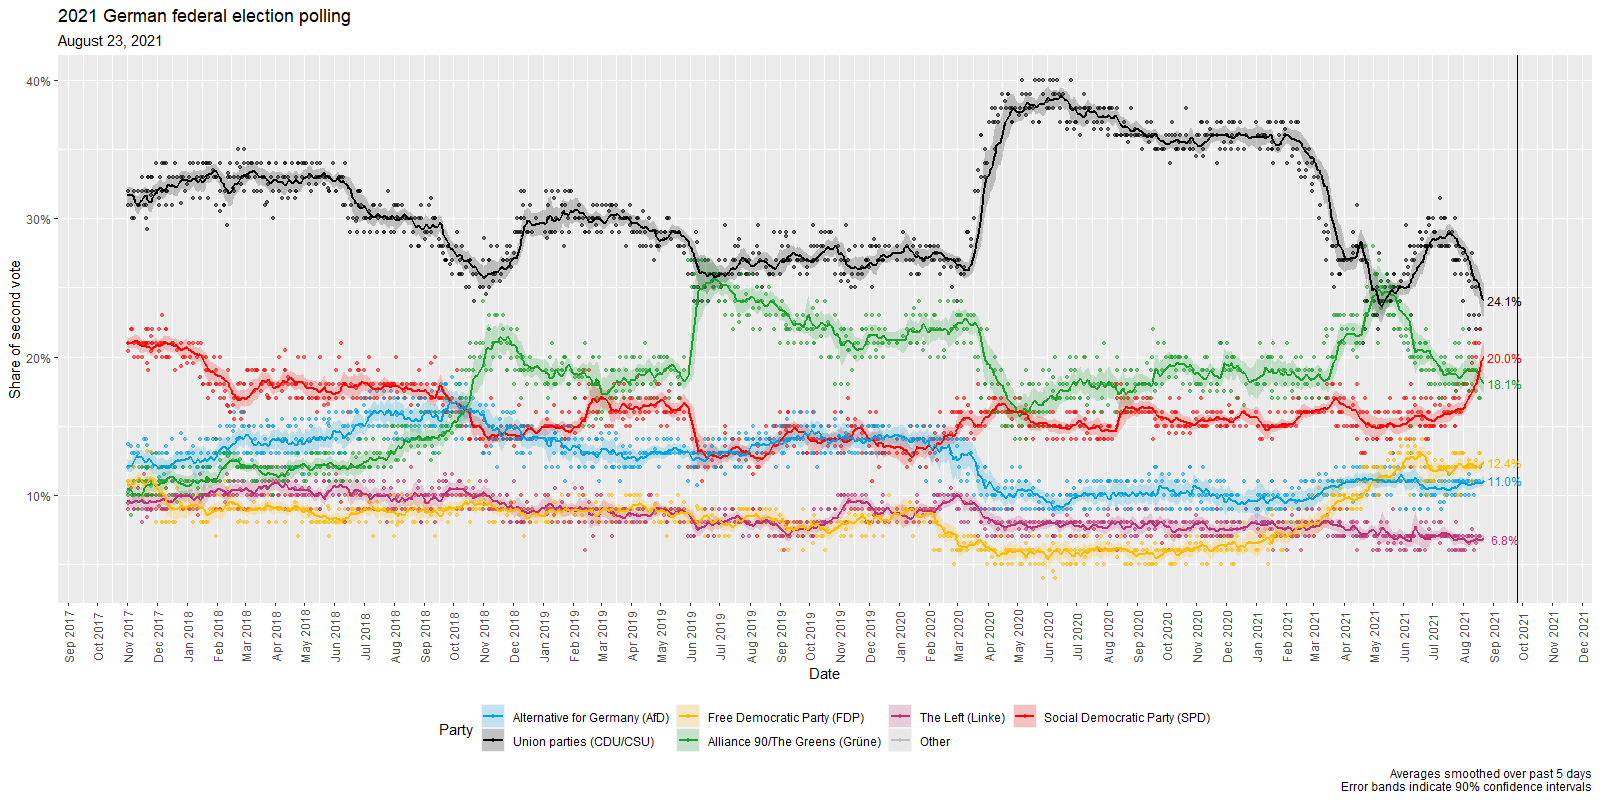 2021 German federal election polling
August 23, 2021
40%
30%
20%
10%
Share of second vote
24.1%
20.0%
18.1%
12.4%
11.0%
6.8%
Sep 2017
Oct 2017
Nov 2017
Dec 2017
Jan 2018
Feb 2018
Mar 2018
Apr 2018
May 2018
Jun 2018
Jul 2018
Aug 2018
Sep 2018
Oct 2018
Nov 2018
Dec 2018
Jan 2019
Feb 2019
Mar 2019
Apr 2019
May 2019
Jun 2019
Jul 2019
Aug 2019
Sep 2019
Oct 2019
Nov 2019
Dec 2019
Jan 2020
Feb 2020
Mar 2020
Apr 2020
May 2020
Jun 2020
Jul 2020
Aug 2020
Sep 2020
Oct 2020
Nov 2020
Dec 2020
Jan 2021
Feb 2021
Mar 2021
Apr 2021
May 2021
Jun 2021
Jul 2021
Aug 2021
Sep 2021
Oct 2021
Nov 2021
Dec 2021
Date
Party
Alternative for Germany (AfD)
Free Democratic Party (FDP)
The Left (Linke)
Social Democratic Party (SPD)
Union parties (CDU/CSU)
Alliance 90/The Greens (Grüne)
Other
Averages smoothed over past 5 days
Error bands indicate 90% confidence intervals